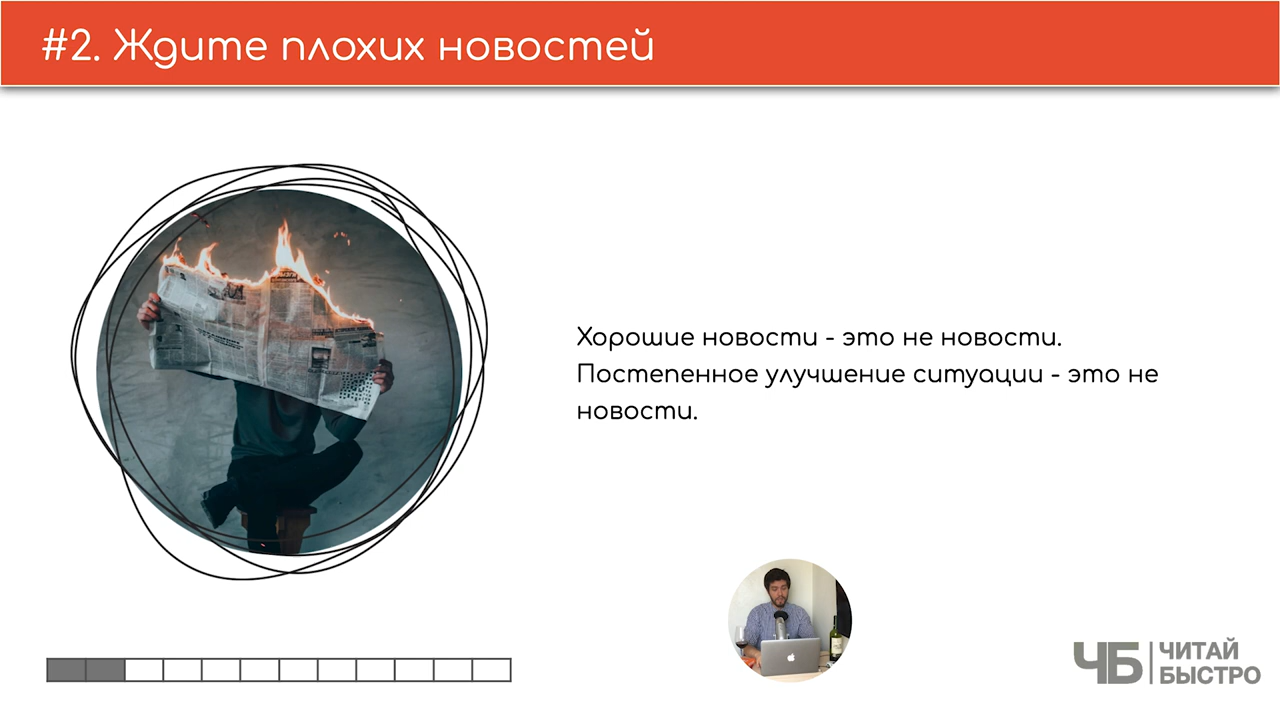 #2. Ждите плохих новостей
Хорошие новости - это не новости.
Постепенное улучшение ситуации - это не
новости.
ЧБ
ЧИТАЙ
БЫСТРО